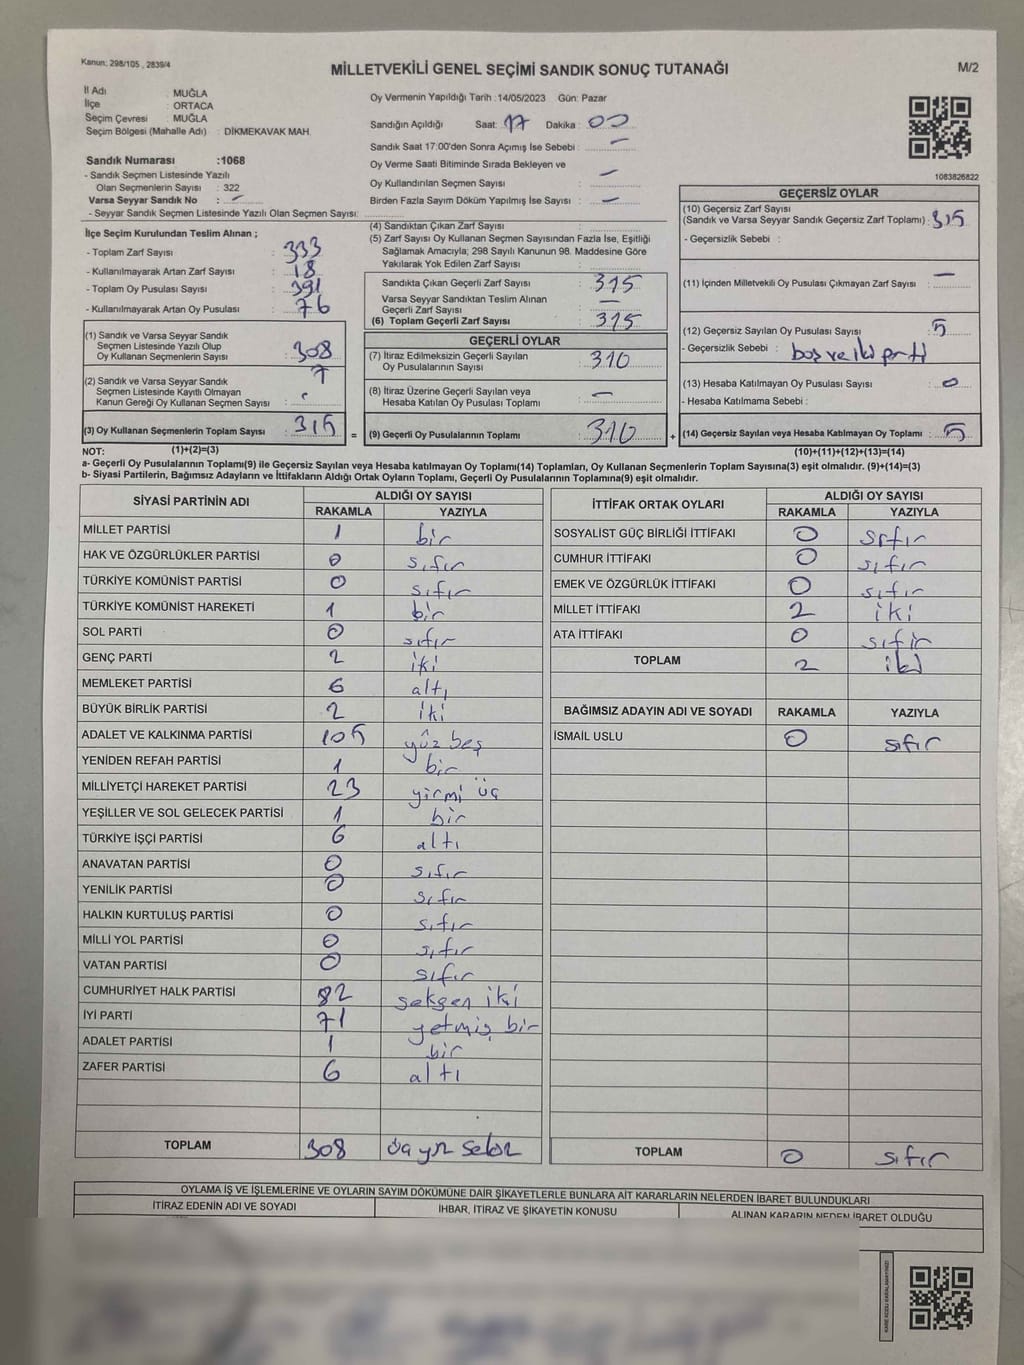 Kanun; 298/105 , 2839/4
MİLLETVEKİLİ GENEL SEÇİMİ SANDIK SONUÇ TUTANAĞI
M/2
İl Adı : MUĞLA
İlçe : ORTACA
Seçim Çevresi : MUĞLA
Seçim Bölgesi (Mahalle Adı) : DİKMEKAVAK MAH.
Sandık Numarası :1068
- Sandık Seçmen Listesinde Yazılı
Olan Seçmenlerin Sayısı : 322
Varsa Seyyar Sandık No : –
- Seyyar Sandık Seçmen Listesinde Yazılı Olan Seçmen Sayısı:
Oy Vermenin Yapıldığı Tarih :14/05/2023 Gün: Pazar
Sandığın Açıldığı Saat: 17 Dakika : 00
Sandık Saat 17:00'den Sonra Açımış İse Sebebi : –
Oy Verme Saati Bitiminde Sırada Bekleyen ve
Oy Kullandırılan Seçmen Sayısı : –
Birden Fazla Sayım Döküm Yapılmış İse Sayısı : –
1083826822
İlçe Seçim Kurulundan Teslim Alınan ;
- Toplam Zarf Sayısı : 333
- Kullanılmayarak Artan Zarf Sayısı : 18
- Toplam Oy Pusulası Sayısı : 391
- Kullanılmayarak Artan Oy Pusulası : 76
(1) Sandık ve Varsa Seyyar Sandık
Seçmen Listesinde Yazılı Olup
Oy Kullanan Seçmenlerin Sayısı : 308
(2) Sandık ve Varsa Seyyar Sandık
Seçmen Listesinde Kayıtlı Olmayan
Kanun Gereği Oy Kullanan Seçmen Sayısı : 7
(3) Oy Kullanan Seçmenlerin Toplam Sayısı : 315
(1)+(2)=(3)
(4) Sandıktan Çıkan Zarf Sayısı :
(5) Zarf Sayısı Oy Kullanan Seçmen Sayısından Fazla İse, Eşitliği
Sağlamak Amacıyla; 298 Sayılı Kanunun 98. Maddesine Göre
Yakılarak Yok Edilen Zarf Sayısı :
Sandıkta Çıkan Geçerli Zarf Sayısı : 315
Varsa Seyyar Sandıktan Teslim Alınan
Geçerli Zarf Sayısı : –
(6) Toplam Geçerli Zarf Sayısı : 315
GEÇERLİ OYLAR
(7) İtiraz Edilmeksizin Geçerli Sayılan
Oy Pusulalarının Sayısı : 310
(8) İtiraz Üzerine Geçerli Sayılan veya
Hesaba Katılan Oy Pusulası Toplamı : –
= (9) Geçerli Oy Pusulalarının Toplamı : 310
GEÇERSİZ OYLAR
(10) Geçersiz Zarf Sayısı
(Sandık ve Varsa Seyyar Sandık Geçersiz Zarf Toplamı) : 315
- Geçersizlik Sebebi :
(11) İçinden Milletvekili Oy Pusulası Çıkmayan Zarf Sayısı : –
(12) Geçersiz Sayılan Oy Pusulası Sayısı : 5
- Geçersizlik Sebebi : boş ve iki prti
(13) Hesaba Katılmayan Oy Pusulası Sayısı : 0
- Hesaba Katılmama Sebebi :
+ (14) Geçersiz Sayılan veya Hesaba Katılmayan Oy Toplamı : 5
(10)+(11)+(12)+(13)=(14)
NOT:
a- Geçerli Oy Pusulalarının Toplamı(9) ile Geçersiz Sayılan veya Hesaba katılmayan Oy Toplamı(14) Toplamları, Oy Kullanan Seçmenlerin Toplam Sayısına(3) eşit olmalıdır. (9)+(14)=(3)
b- Siyasi Partilerin, Bağımsız Adayların ve İttifakların Aldığı Ortak Oyların Toplamı, Geçerli Oy Pusulalarının Toplamına(9) eşit olmalıdır.
SİYASİ PARTİNİN ADI ALDIĞI OY SAYISI
RAKAMLA YAZIYLA
MİLLET PARTİSİ 1 bir
HAK VE ÖZGÜRLÜKLER PARTİSİ 0 sıfır
TÜRKİYE KOMÜNİST PARTİSİ 0 sıfır
TÜRKİYE KOMÜNİST HAREKETİ 1 bir
SOL PARTİ 0 sıfır
GENÇ PARTİ 2 iki
MEMLEKET PARTİSİ 6 altı
BÜYÜK BİRLİK PARTİSİ 2 iki
ADALET VE KALKINMA PARTİSİ 105 yüz beş
YENİDEN REFAH PARTİSİ 1 bir
MİLLİYETÇİ HAREKET PARTİSİ 23 yirmi üç
YEŞİLLER VE SOL GELECEK PARTİSİ 1 bir
TÜRKİYE İŞÇİ PARTİSİ 6 altı
ANAVATAN PARTİSİ 0 sıfır
YENİLİK PARTİSİ 0 sıfır
HALKIN KURTULUŞ PARTİSİ 0 sıfır
MİLLİ YOL PARTİSİ 0 sıfır
VATAN PARTİSİ 0 sıfır
CUMHURİYET HALK PARTİSİ 82 seksen iki
İYİ PARTİ 71 yetmiş bir
ADALET PARTİSİ 1 bir
ZAFER PARTİSİ 6 altı
TOPLAM 308
İTTİFAK ORTAK OYLARI ALDIĞI OY SAYISI
RAKAMLA YAZIYLA
SOSYALİST GÜÇ BİRLİĞİ İTTİFAKI 0 sıfır
CUMHUR İTTİFAKI 0 sıfır
EMEK VE ÖZGÜRLÜK İTTİFAKI 0 sıfır
MİLLET İTTİFAKI 2 iki
ATA İTTİFAKI 0 sıfır
TOPLAM 2 iki
BAĞIMSIZ ADAYIN ADI VE SOYADI RAKAMLA YAZIYLA
İSMAİL USLU 0 sıfır
TOPLAM 0 sıfır
OYLAMA İŞ VE İŞLEMLERİNE VE OYLARIN SAYIM DÖKÜMÜNE DAİR ŞİKAYETLERLE BUNLARA AİT KARARLARIN NELERDEN İBARET BULUNDUKLARI
İTİRAZ EDENİN ADI VE SOYADI İHBAR, İTİRAZ VE ŞİKAYETİN KONUSU ALINAN KARARIN NEDEN İBARET OLDUĞU
KARE KODU KARALAMAYINIZ!